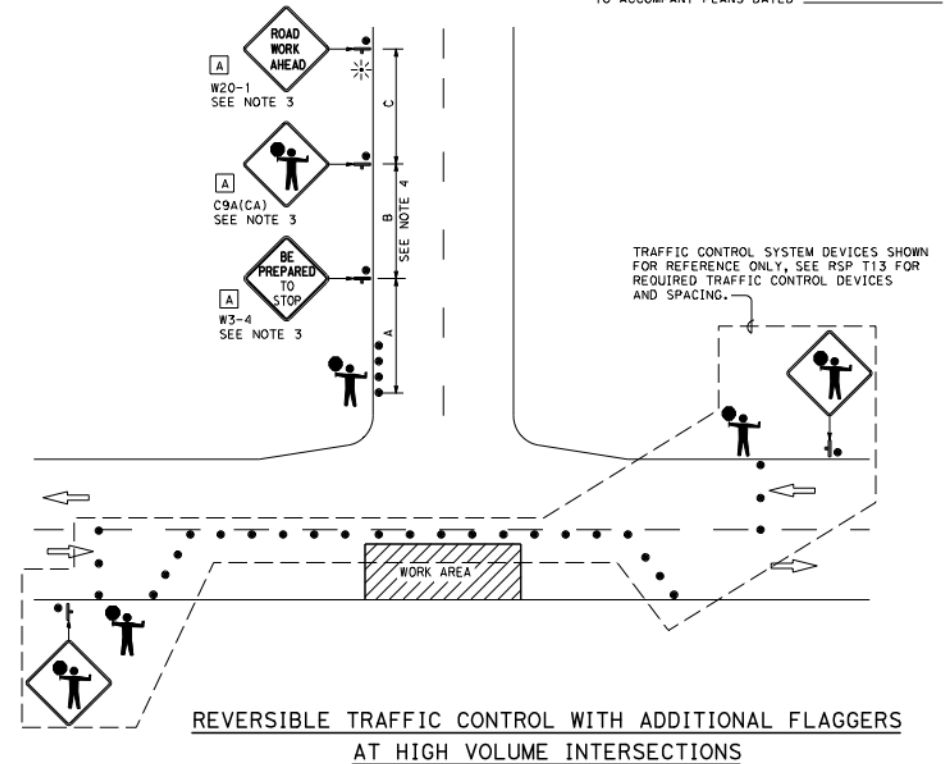 TO ACCOMPANY PLANS DATED
ROAD
WORK
AHEAD
A
W20-1
SEE NOTE 3
C
A
C9A(CA)
SEE NOTE 3
B
SEE NOTE 4
BE
PREPARED
TO
STOP
A
W3-4
SEE NOTE 3
A
TRAFFIC CONTROL SYSTEM DEVICES SHOWN
FOR REFERENCE ONLY, SEE RSP T13 FOR
REQUIRED TRAFFIC CONTROL DEVICES
AND SPACING.
WORK AREA
REVERSIBLE TRAFFIC CONTROL WITH ADDITIONAL FLAGGERS
AT HIGH VOLUME INTERSECTIONS